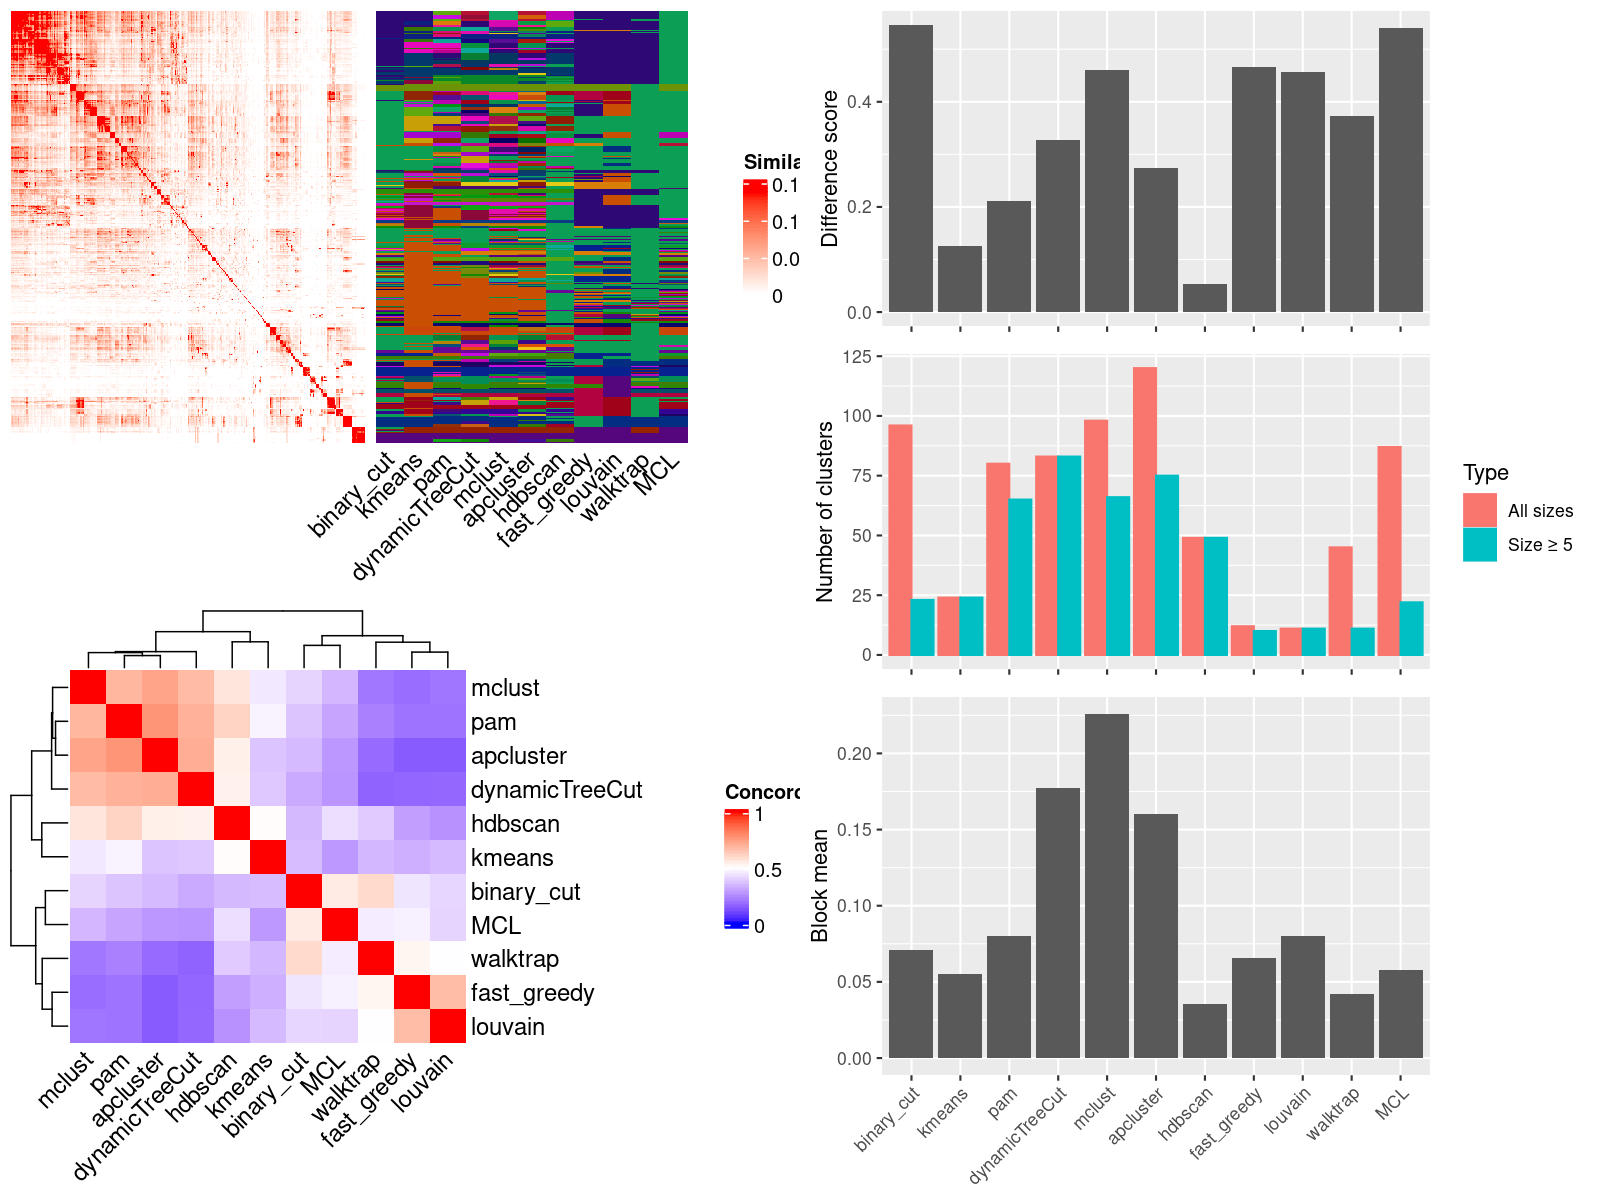 Simila
0.1
0.1
0.0
0
binary_cut
kmeans
pam
dynamicTreeCut
mclust
apcluster
hdbscan
fast_greedy
louvain
walktrap
MCL
mclust
pam
apcluster
dynamicTreeCut
hdbscan
kmeans
binary_cut
MCL
walktrap
fast_greedy
louvain
mclust
pam
apcluster
dynamicTreeCut
hdbscan
kmeans
binary_cut
MCL
walktrap
fast_greedy
louvain
Concord
1
0.5
0
Difference score
0.4
0.2
0.0
Number of clusters
125
100
75
50
25
0
Type
All sizes
Size ≥ 5
Block mean
0.20
0.15
0.10
0.05
0.00
binary_cut
kmeans
pam
dynamicTreeCut
mclust
apcluster
hdbscan
fast_greedy
louvain
walktrap
MCL